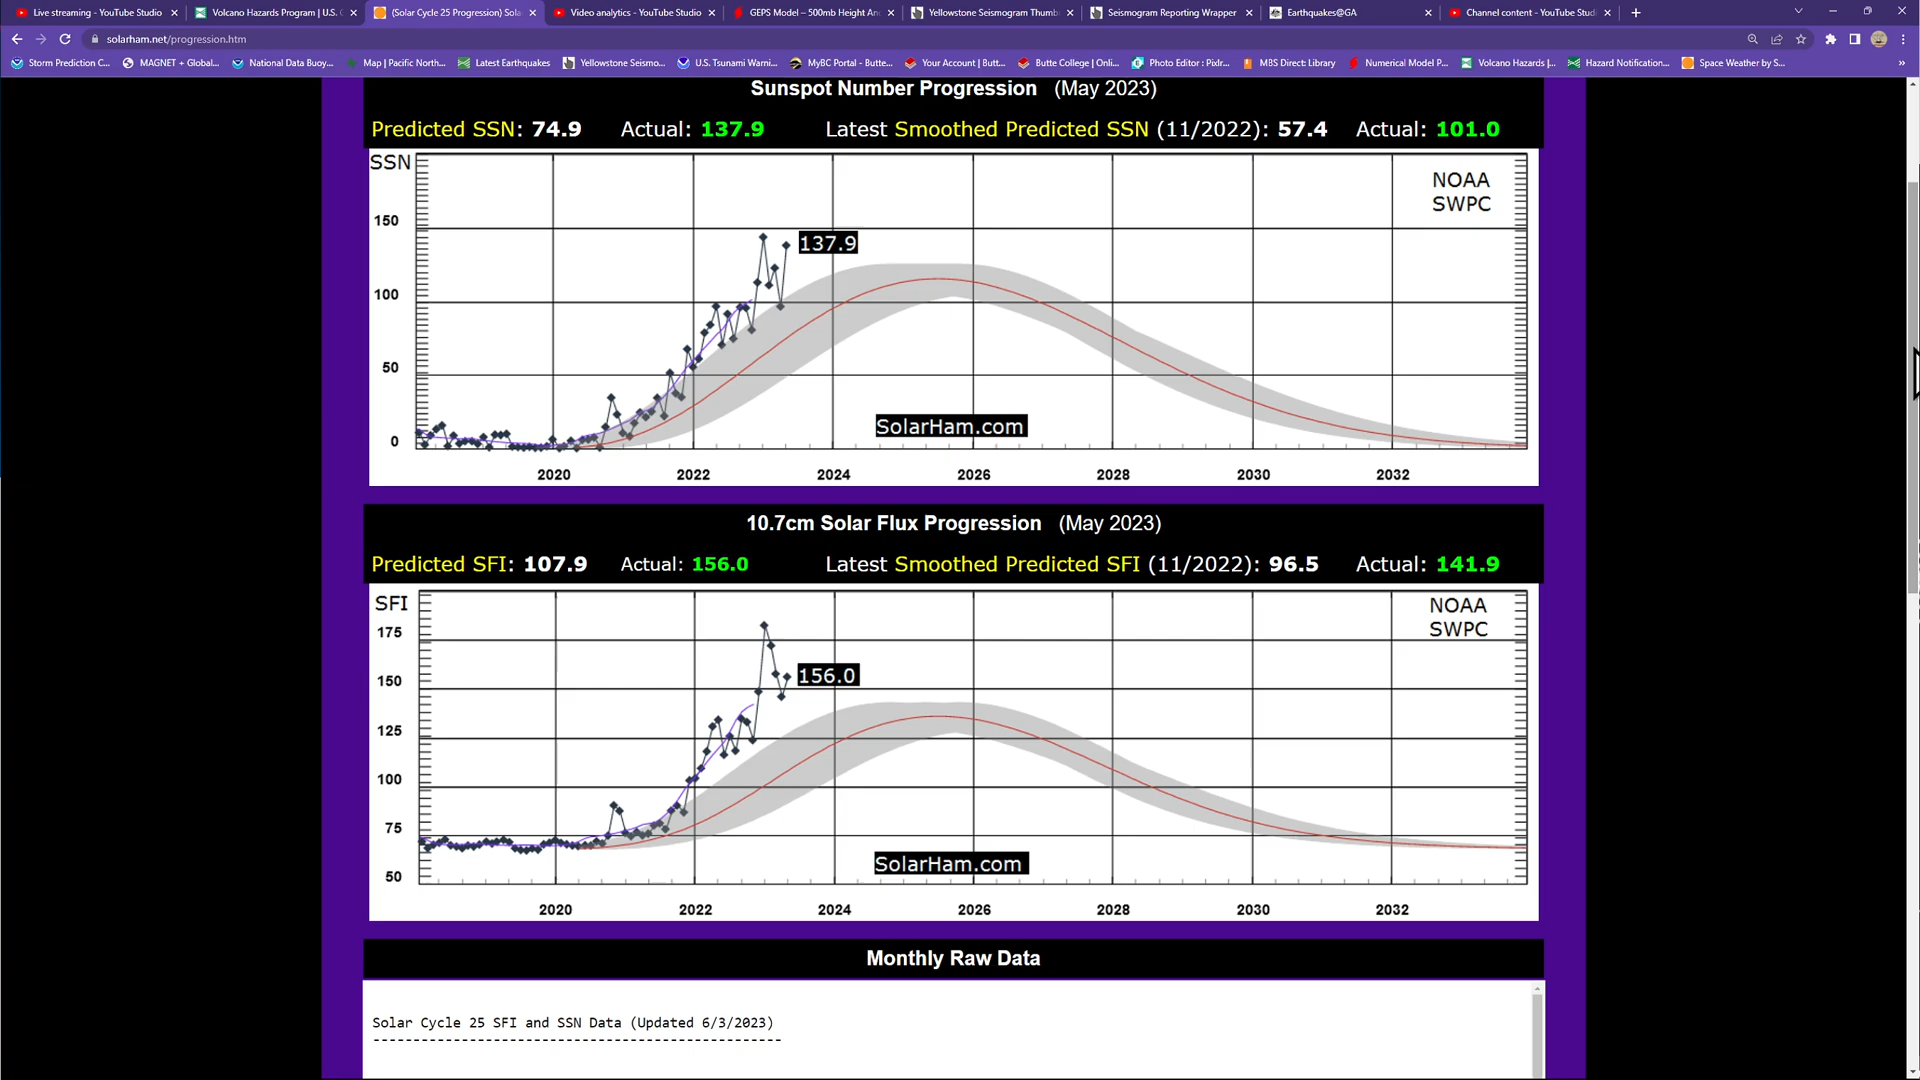 Live streaming - YouTube Studio
Volcano Hazards Program | U.S. G
(Solar Cycle 25 Progression) Sola
Video analytics - YouTube Studio
GEPS Model – 500mb Height An
Yellowstone Seismogram Thumb
Seismogram Reporting Wrapper
Earthquakes@GA
Channel content - YouTube Studi
solarham.net/progression.htm
Storm Prediction C...
MAGNET + Global...
National Data Buoy...
Map | Pacific North...
Latest Earthquakes
Yellowstone Seismo...
U.S. Tsunami Warni...
MyBC Portal - Butte...
Your Account | Butt...
Butte College | Onli...
Photo Editor : Pixlr...
MBS Direct Library
Numerical Model P...
Volcano Hazards |...
Hazard Notification...
Space Weather by S...
»
Sunspot Number Progression (May 2023)
Predicted SSN: 74.9 Actual: 137.9 Latest Smoothed Predicted SSN (11/2022): 57.4 Actual: 101.0
SSN
NOAA
SWPC
150
137.9
100
50
SolarHam.com
0
2020 2022 2024 2026 2028 2030 2032
10.7cm Solar Flux Progression (May 2023)
Predicted SFI: 107.9 Actual: 156.0 Latest Smoothed Predicted SFI (11/2022): 96.5 Actual: 141.9
SFI
NOAA
SWPC
175
150
156.0
125
100
75
SolarHam.com
50
2020 2022 2024 2026 2028 2030 2032
Monthly Raw Data
Solar Cycle 25 SFI and SSN Data (Updated 6/3/2023)
---------------------------------------------------